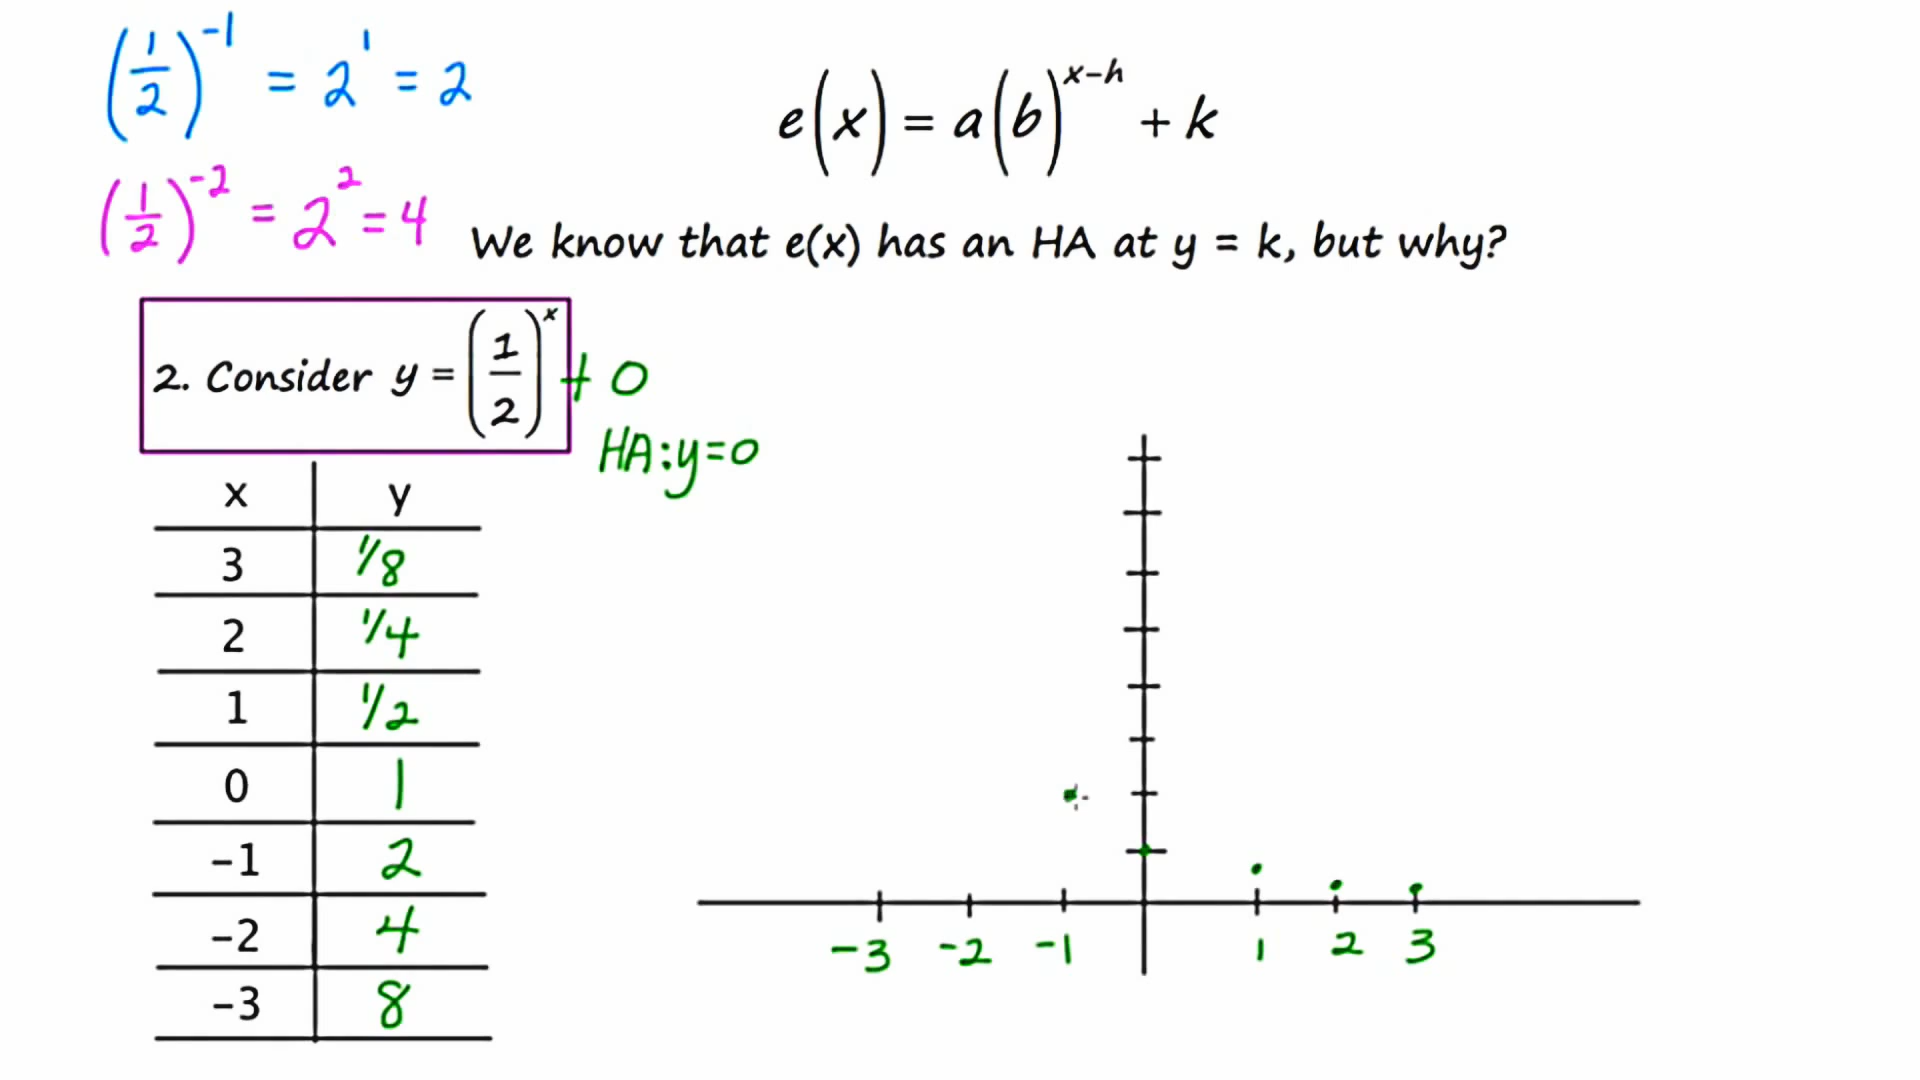 (1/2)^-1 = 2^1 = 2
e(x) = a(b)^x-h + k
(1/2)^-2 = 2^2 = 4
We know that e(x) has an HA at y = k, but why?
2. Consider y = (1/2)^x + 0
HA: y = 0
x y
3 1/8
2 1/4
1 1/2
0 1
-1 2
-2 4
-3 8
-3 -2 -1 1 2 3